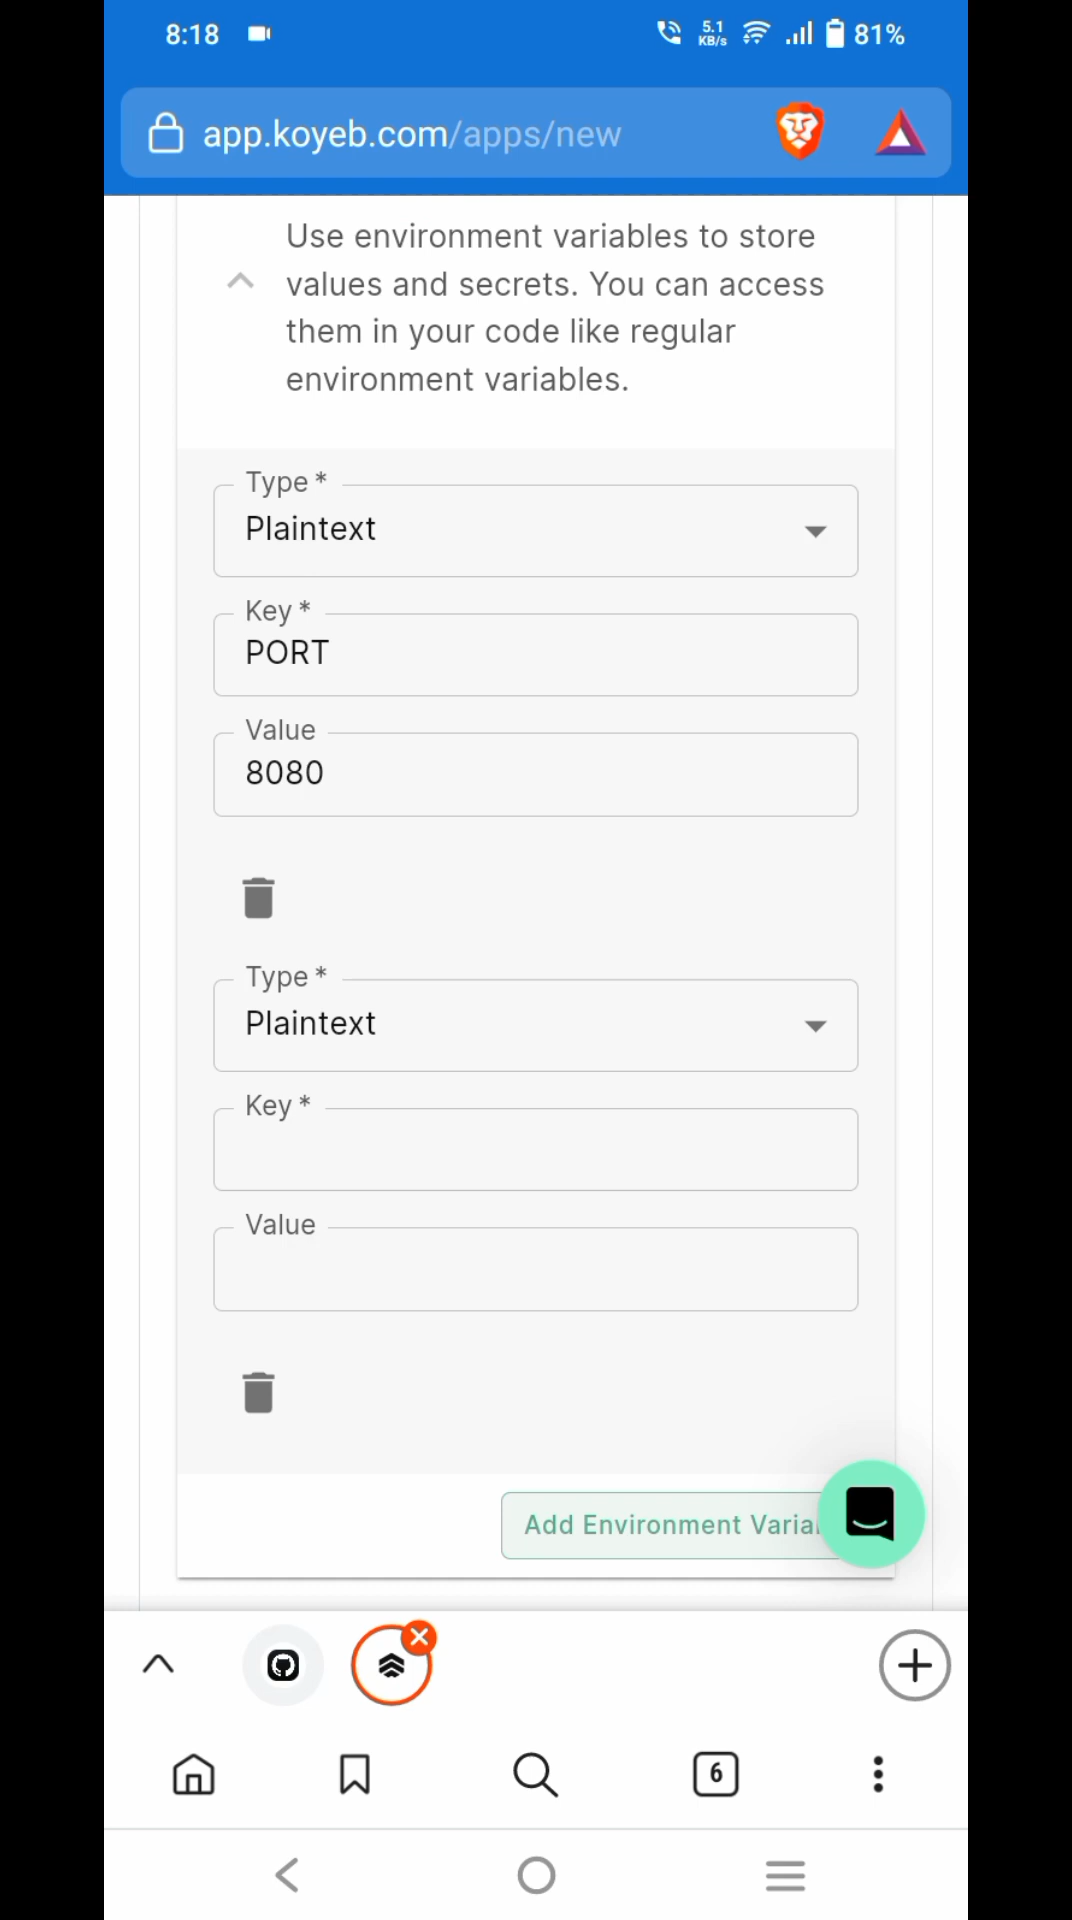 8:18
5.1
KB/s
81%
app.koyeb.com/apps/new
Use environment variables to store
values and secrets. You can access
them in your code like regular
environment variables.
Type *
Plaintext
Key *
PORT
Value
8080
Type *
Plaintext
Key *
Value
Add Environment Varia
6